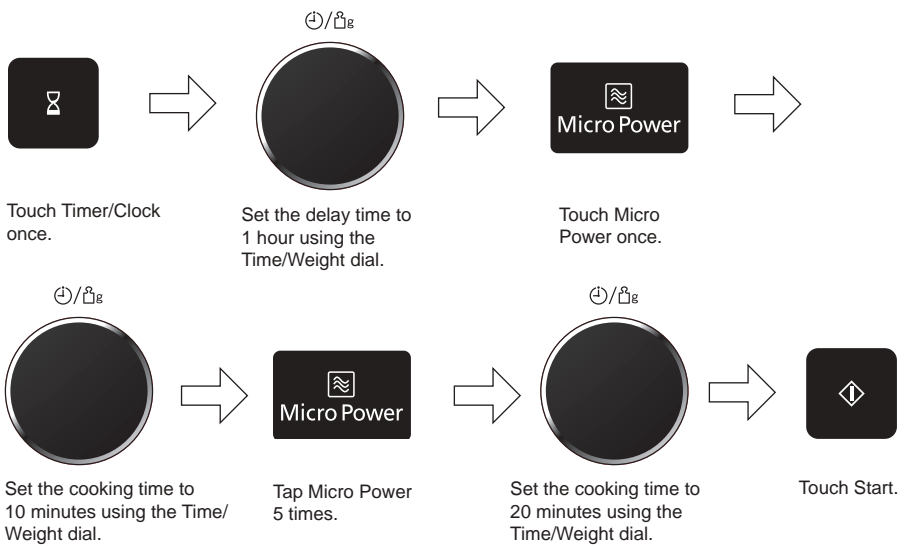 / g
Micro Power
Touch Timer/Clock
once.
Set the delay time to
1 hour using the
Time/Weight dial.
Touch Micro
Power once.
/ g
/ g
Micro Power
Set the cooking time to
10 minutes using the Time/
Weight dial.
Tap Micro Power
5 times.
Set the cooking time to
20 minutes using the
Time/Weight dial.
Touch Start.